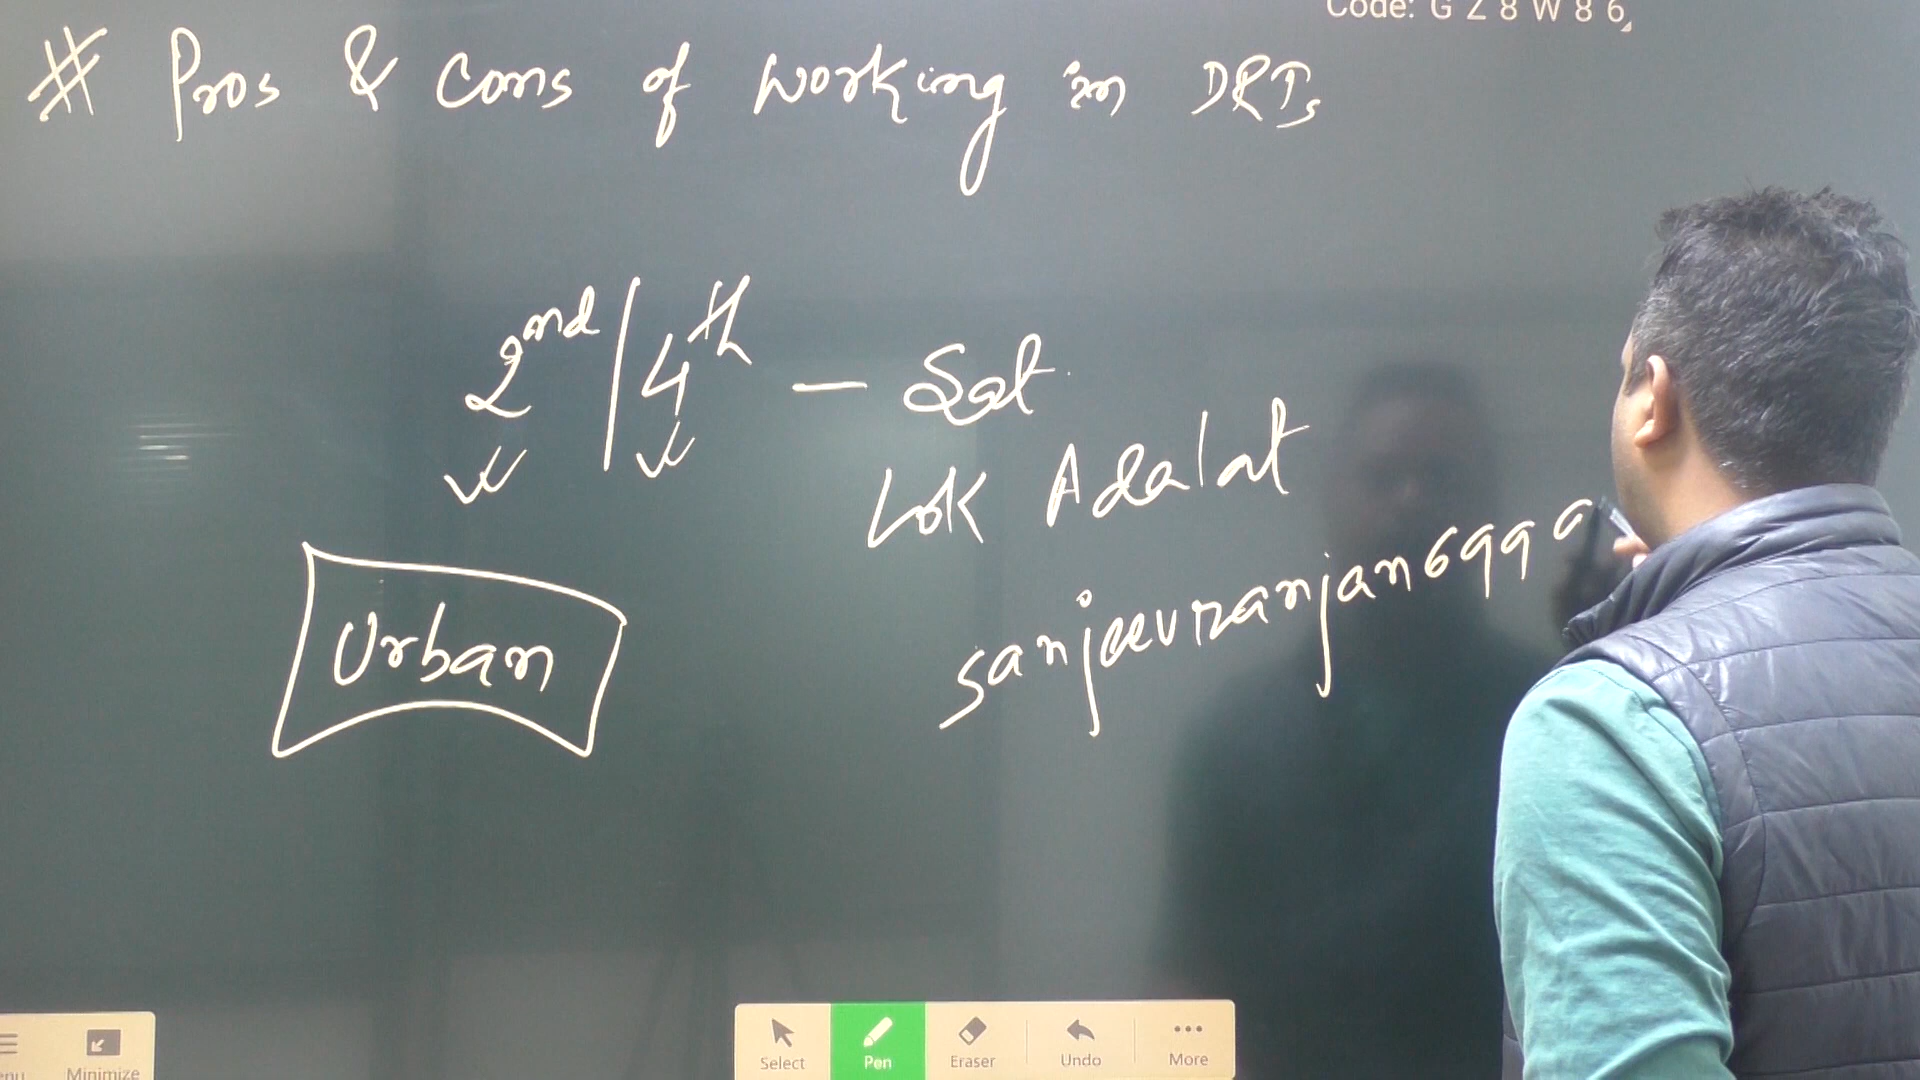 Code: G Z 8 W 8 6
# Pros & cons of working in DRTs
2nd/4th - Sat
Lok Adalat
Urban
sanjeevranjan699
Select
Pen
Eraser
Undo
More
Minimize